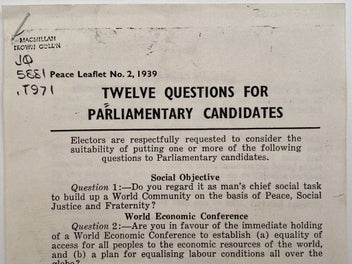 MACMILLAN
BROWN COLL'N
JQ
5881
.T971
Peace Leaflet No. 2, 1939
TWELVE QUESTIONS FOR
PARLIAMENTARY CANDIDATES
Electors are respectfully requested to consider the
suitability of putting one or more of the following
questions to Parliamentary candidates.
Social Objective
Question 1:—Do you regard it as man's chief social task
to build up a World Community on the basis of Peace, Social
Justice and Fraternity?
World Economic Conference
Question 2:—Are you in favour of the immediate holding
of a World Economic Conference to establish (a) equality of
access for all peoples to the economic resources of the world,
and (b) a plan for equalising labour conditions all over the
globe?